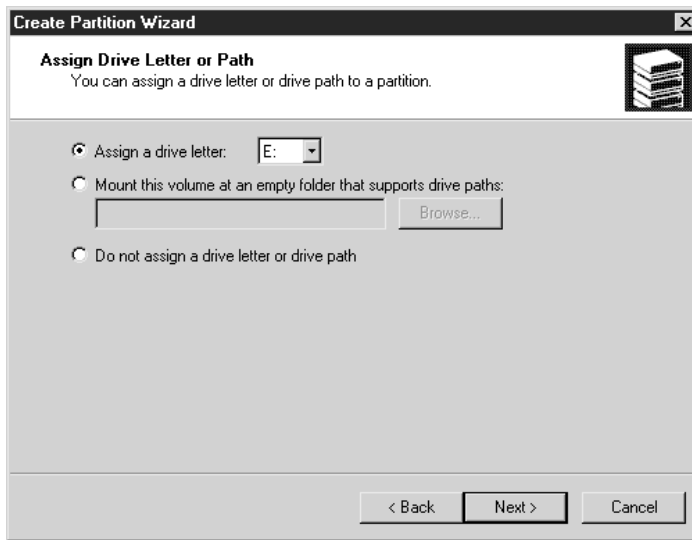 Create Partition Wizard
Assign Drive Letter or Path
You can assign a drive letter or drive path to a partition.
Assign a drive letter: E:
Mount this volume at an empty folder that supports drive paths:
Browse...
Do not assign a drive letter or drive path
< Back Next > Cancel